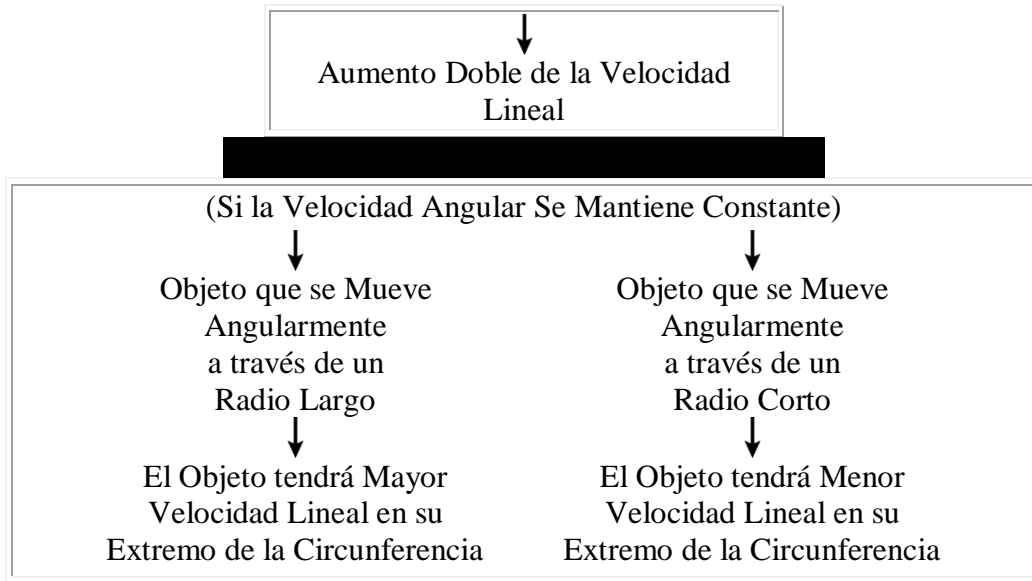 Aumento Doble de la Velocidad
Lineal
(Si la Velocidad Angular Se Mantiene Constante)
Objeto que se Mueve
Angularmente
a través de un
Radio Largo
El Objeto tendrá Mayor
Velocidad Lineal en su
Extremo de la Circunferencia
Objeto que se Mueve
Angularmente
a través de un
Radio Corto
El Objeto tendrá Menor
Velocidad Lineal en su
Extremo de la Circunferencia